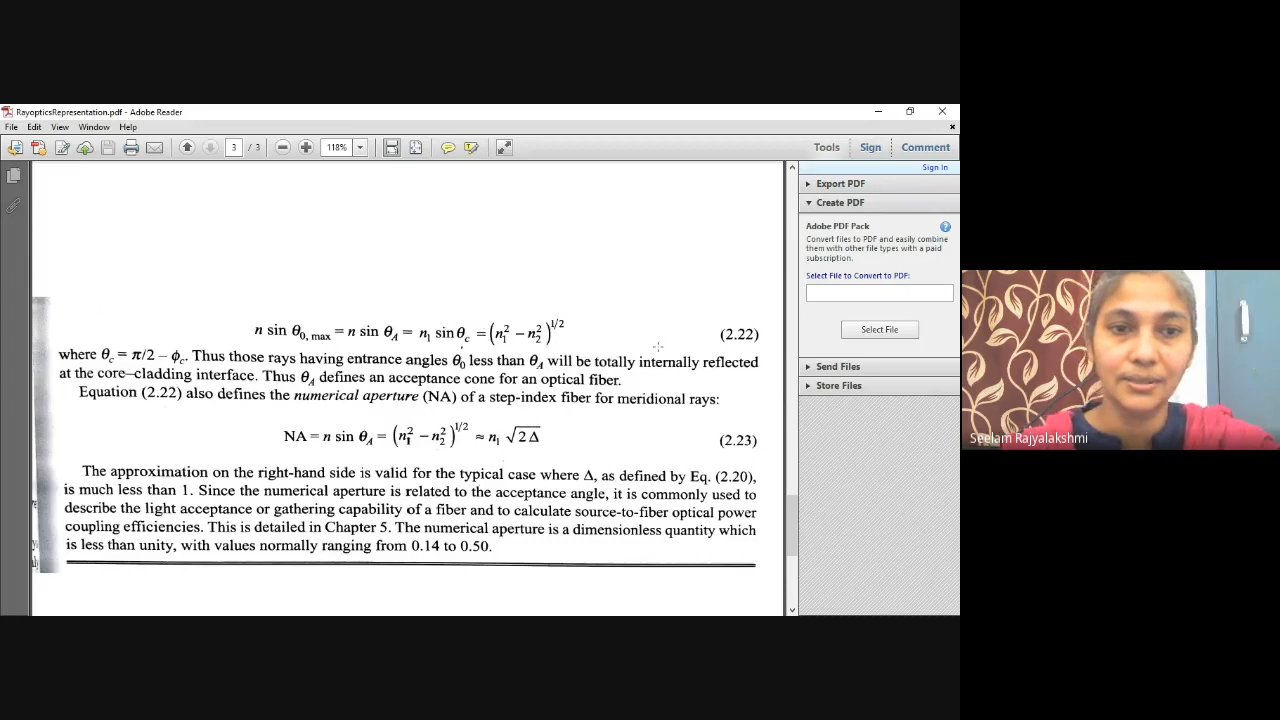 RayopticsRepresentation.pdf - Adobe Reader
File Edit View Window Help
3 / 3 118% Tools Sign Comment
Sign In
Export PDF
Create PDF
Adobe PDF Pack
Convert files to PDF and easily combine
them with other file types with a paid
subscription.
Select File to Convert to PDF:
Select File
Send Files
Store Files
n sin θ0, max = n sin θA = n1 sin θc = (n1² − n2²)^1/2 (2.22)
where θc = π/2 − ϕc. Thus those rays having entrance angles θ0 less than θA will be totally internally reflected
at the core–cladding interface. Thus θA defines an acceptance cone for an optical fiber.
Equation (2.22) also defines the numerical aperture (NA) of a step-index fiber for meridional rays:
NA = n sin θA = (n1² − n2²)^1/2 ≈ n1 √2Δ (2.23)
The approximation on the right-hand side is valid for the typical case where Δ, as defined by Eq. (2.20),
is much less than 1. Since the numerical aperture is related to the acceptance angle, it is commonly used to
describe the light acceptance or gathering capability of a fiber and to calculate source-to-fiber optical power
coupling efficiencies. This is detailed in Chapter 5. The numerical aperture is a dimensionless quantity which
is less than unity, with values normally ranging from 0.14 to 0.50.
Seelam Rajyalakshmi